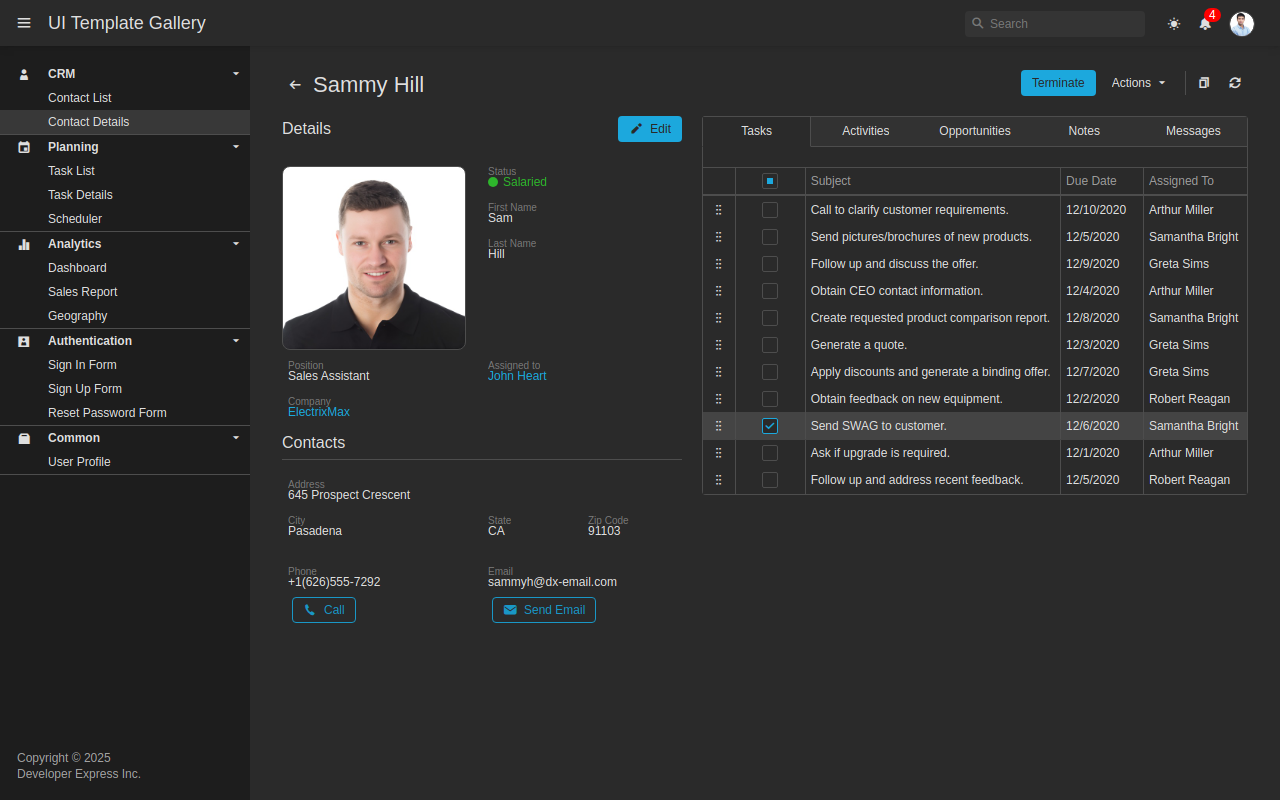 UI Template Gallery
Search
4
CRM
Contact List
Contact Details
Planning
Task List
Task Details
Scheduler
Analytics
Dashboard
Sales Report
Geography
Authentication
Sign In Form
Sign Up Form
Reset Password Form
Common
User Profile
Copyright © 2025
Developer Express Inc.
Sammy Hill
Terminate
Actions
Details
Edit
Status
Salaried
First Name
Sam
Last Name
Hill
Position
Sales Assistant
Assigned to
John Heart
Company
ElectrixMax
Contacts
Address
645 Prospect Crescent
City
Pasadena
State
CA
Zip Code
91103
Phone
+1(626)555-7292
Email
sammyh@dx-email.com
Call
Send Email
Tasks Activities Opportunities Notes Messages
Subject Due Date Assigned To
Call to clarify customer requirements. 12/10/2020 Arthur Miller
Send pictures/brochures of new products. 12/5/2020 Samantha Bright
Follow up and discuss the offer. 12/9/2020 Greta Sims
Obtain CEO contact information. 12/4/2020 Arthur Miller
Create requested product comparison report. 12/8/2020 Samantha Bright
Generate a quote. 12/3/2020 Greta Sims
Apply discounts and generate a binding offer. 12/7/2020 Greta Sims
Obtain feedback on new equipment. 12/2/2020 Robert Reagan
Send SWAG to customer. 12/6/2020 Samantha Bright
Ask if upgrade is required. 12/1/2020 Arthur Miller
Follow up and address recent feedback. 12/5/2020 Robert Reagan